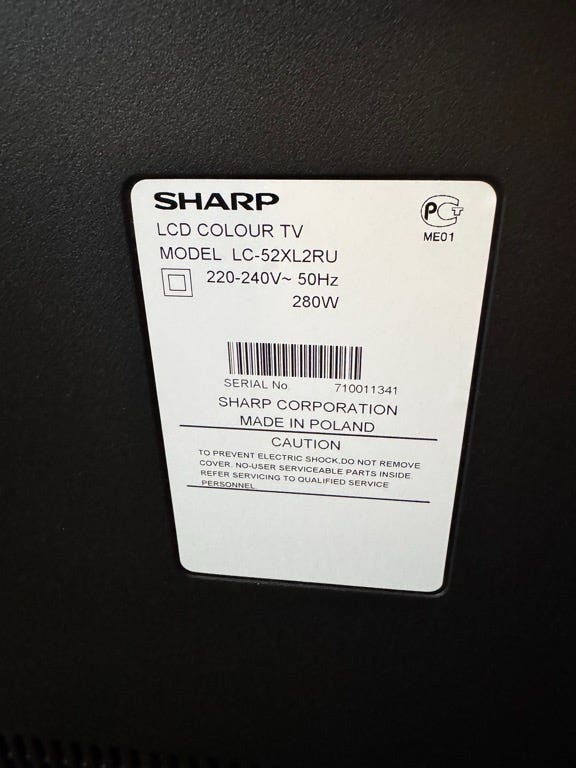 SHARP
LCD COLOUR TV
MODEL LC-52XL2RU
220-240V~ 50Hz
280W
РСТ
ME01
SERIAL No. 710011341
SHARP CORPORATION
MADE IN POLAND
CAUTION
TO PREVENT ELECTRIC SHOCK,DO NOT REMOVE
COVER. NO-USER SERVICEABLE PARTS INSIDE.
REFER SERVICING TO QUALIFIED SERVICE
PERSONNEL.